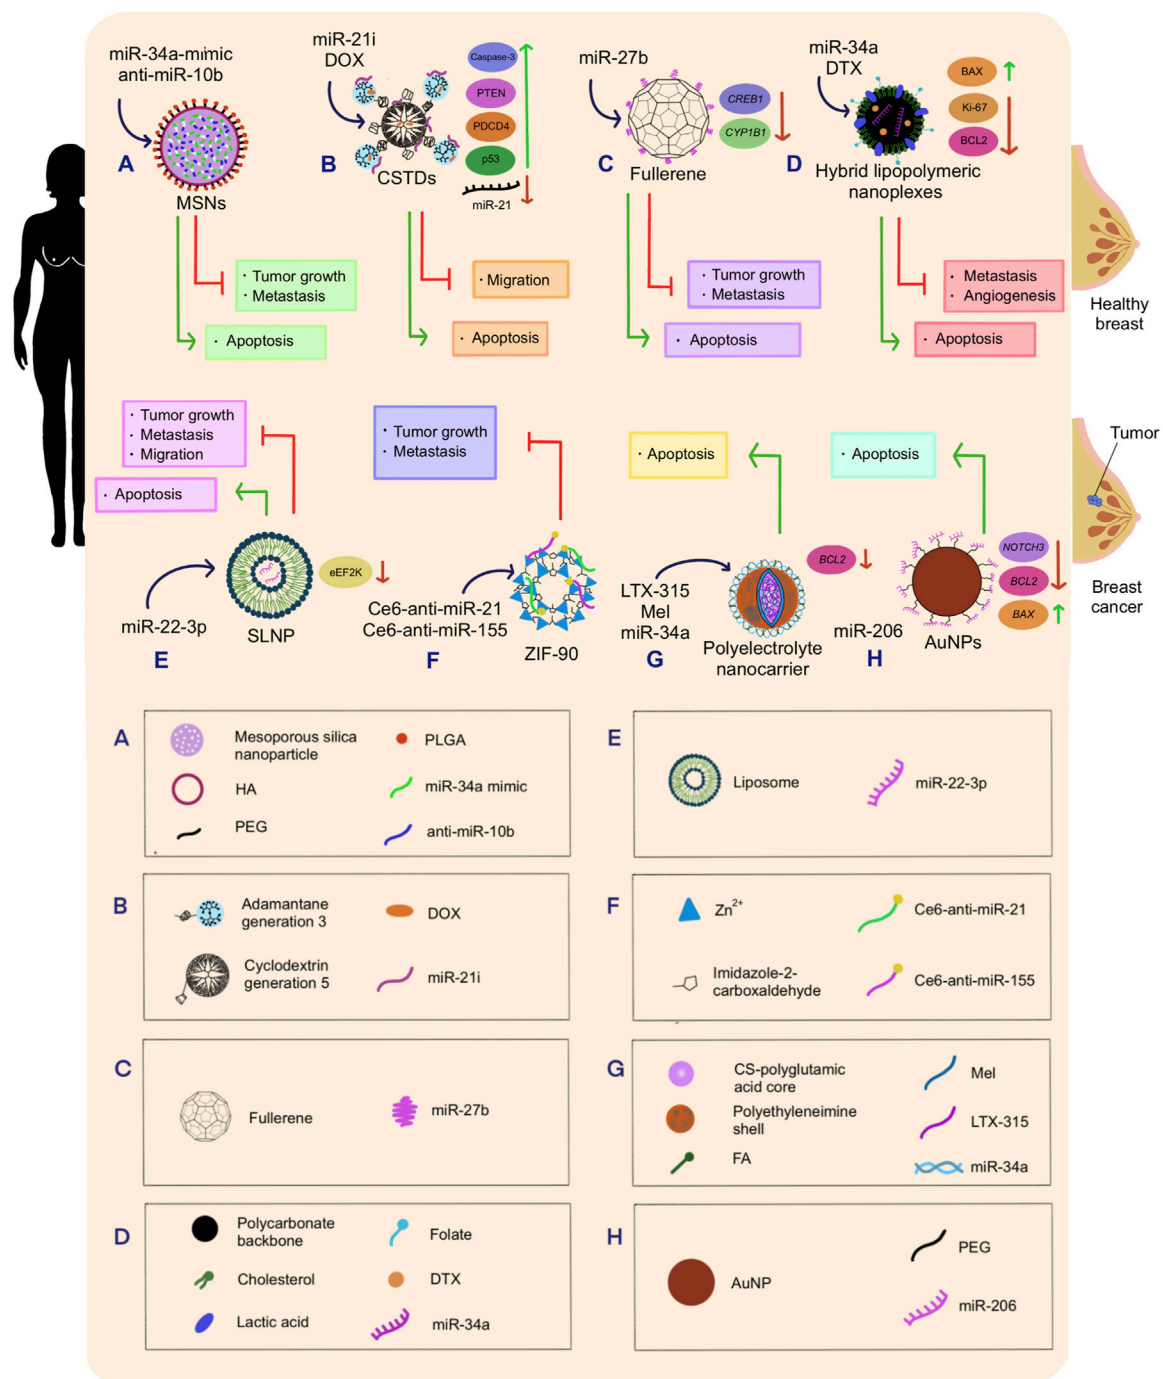 miR-34a-mimic
anti-miR-10b
A
MSNs
· Tumor growth
· Metastasis
· Apoptosis
miR-21i
DOX
B
CSTDs
Caspase-3
PTEN
PDCD4
p53
miR-21
· Migration
· Apoptosis
miR-27b
C
Fullerene
CREB1
CYP1B1
· Tumor growth
· Metastasis
· Apoptosis
miR-34a
DTX
D
Hybrid lipopolymeric
nanoplexes
BAX
Ki-67
BCL2
· Metastasis
· Angiogenesis
· Apoptosis
Healthy
breast
· Tumor growth
· Metastasis
· Migration
· Apoptosis
miR-22-3p
E
SLNP
eEF2K
· Tumor growth
· Metastasis
Ce6-anti-miR-21
Ce6-anti-miR-155
F
ZIF-90
· Apoptosis
LTX-315
Mel
miR-34a
G
Polyelectrolyte
nanocarrier
BCL2
· Apoptosis
miR-206
H
AuNPs
NOTCH3
BCL2
BAX
Tumor
Breast
cancer
A
Mesoporous silica
nanoparticle
HA
PEG
PLGA
miR-34a mimic
anti-miR-10b
B
Adamantane
generation 3
Cyclodextrin
generation 5
DOX
miR-21i
C
Fullerene
miR-27b
D
Polycarbonate
backbone
Cholesterol
Lactic acid
Folate
DTX
miR-34a
E
Liposome
miR-22-3p
F
Zn2+
Imidazole-2-
carboxaldehyde
Ce6-anti-miR-21
Ce6-anti-miR-155
G
CS-polyglutamic
acid core
Polyethyleneimine
shell
FA
Mel
LTX-315
miR-34a
H
AuNP
PEG
miR-206